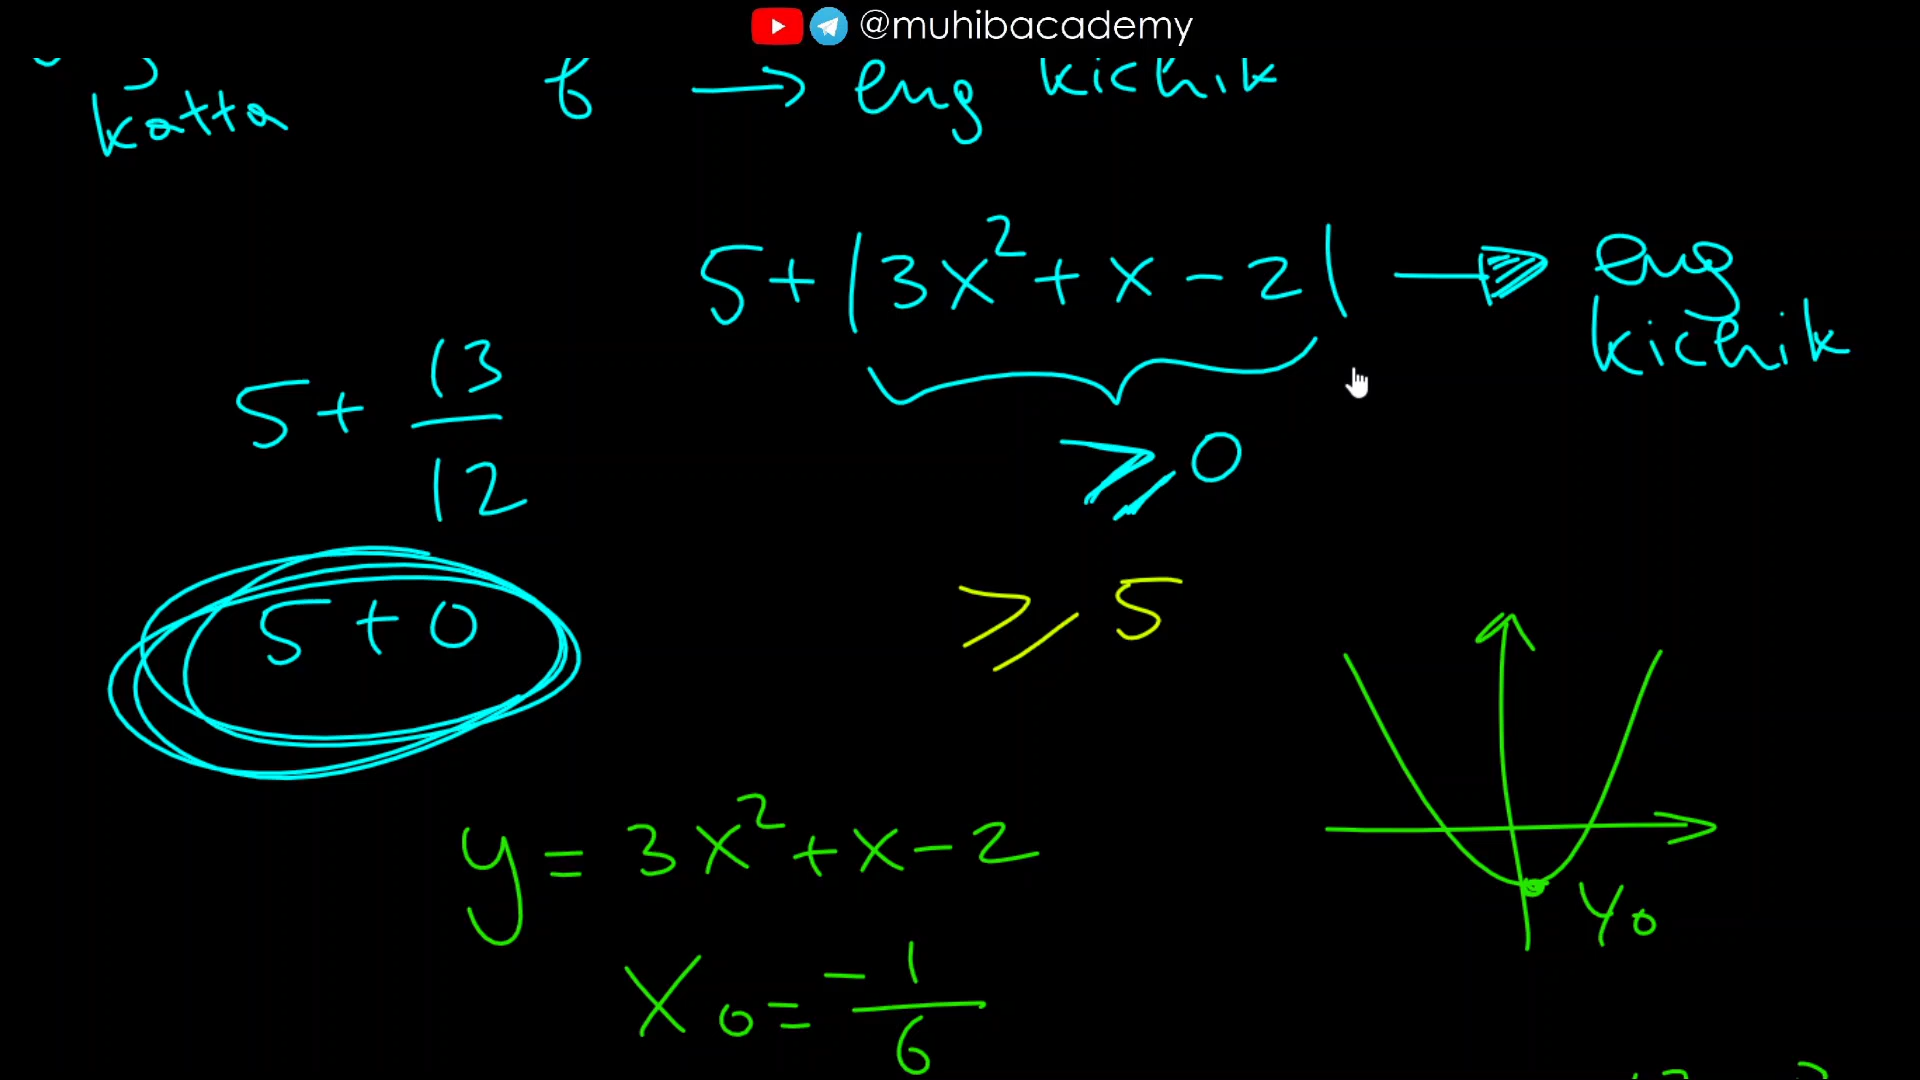 @muhibacademy
katta
→ eng kichik
5+|3x²+x-2| → eng
kichik
5+13/12
≥0
5+0
≥5
y=3x²+x-2
y₀
x₀=-1/6